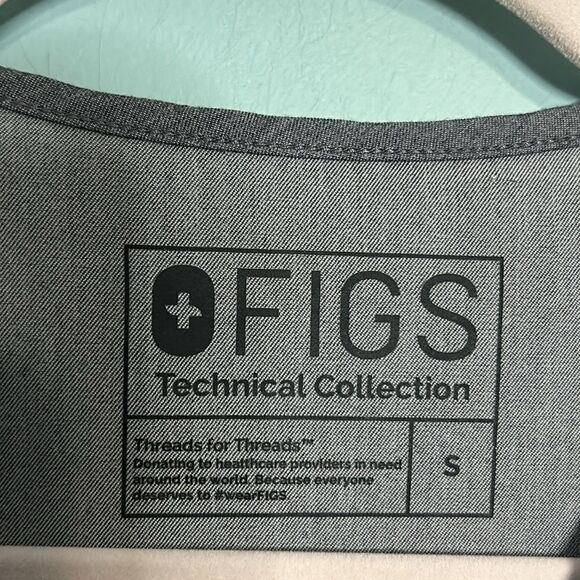 FIGS
Technical Collection
Threads for Threads™
Donating to healthcare providers in need
around the world. Because everyone
deserves to #wearFIGS.
S